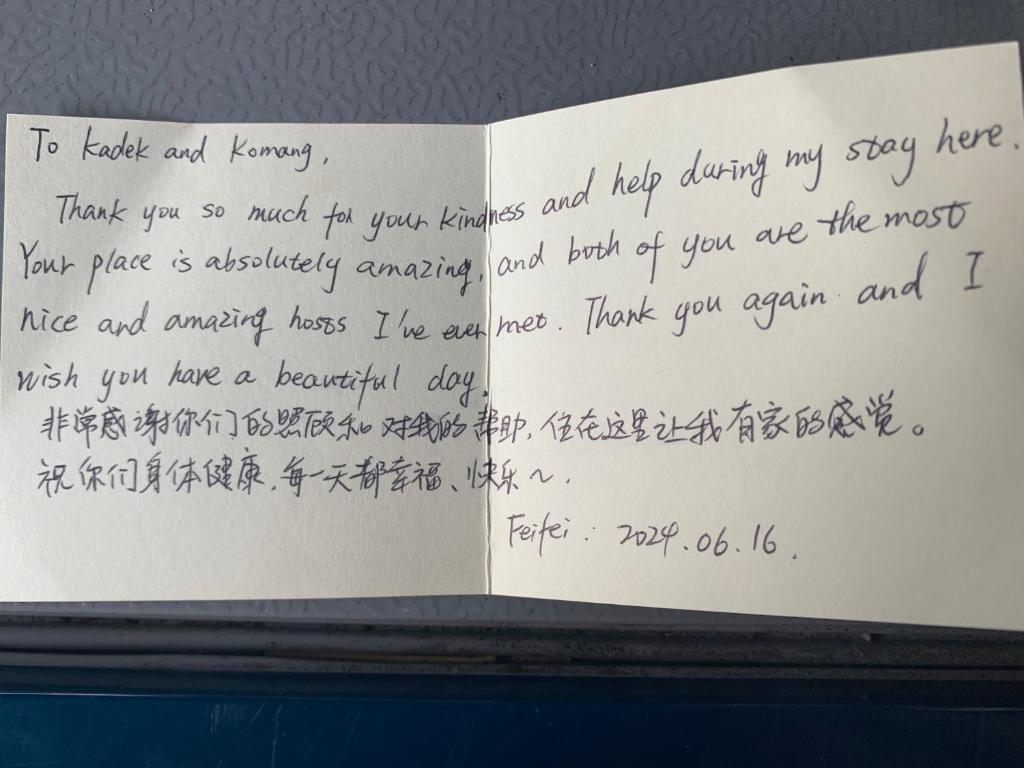 To Kadek and Komang,
Thank you so much for your kindness and help during my stay here.
Your place is absolutely amazing, and both of you are the most
nice and amazing hosts I've ever met. Thank you again and I
wish you have a beautiful day.
非常感谢你们的照顾和对我的帮助,住在这里让我有家的感觉。
祝你们身体健康,每一天都幸福、快乐~.
Feifei: 2024.06.16.